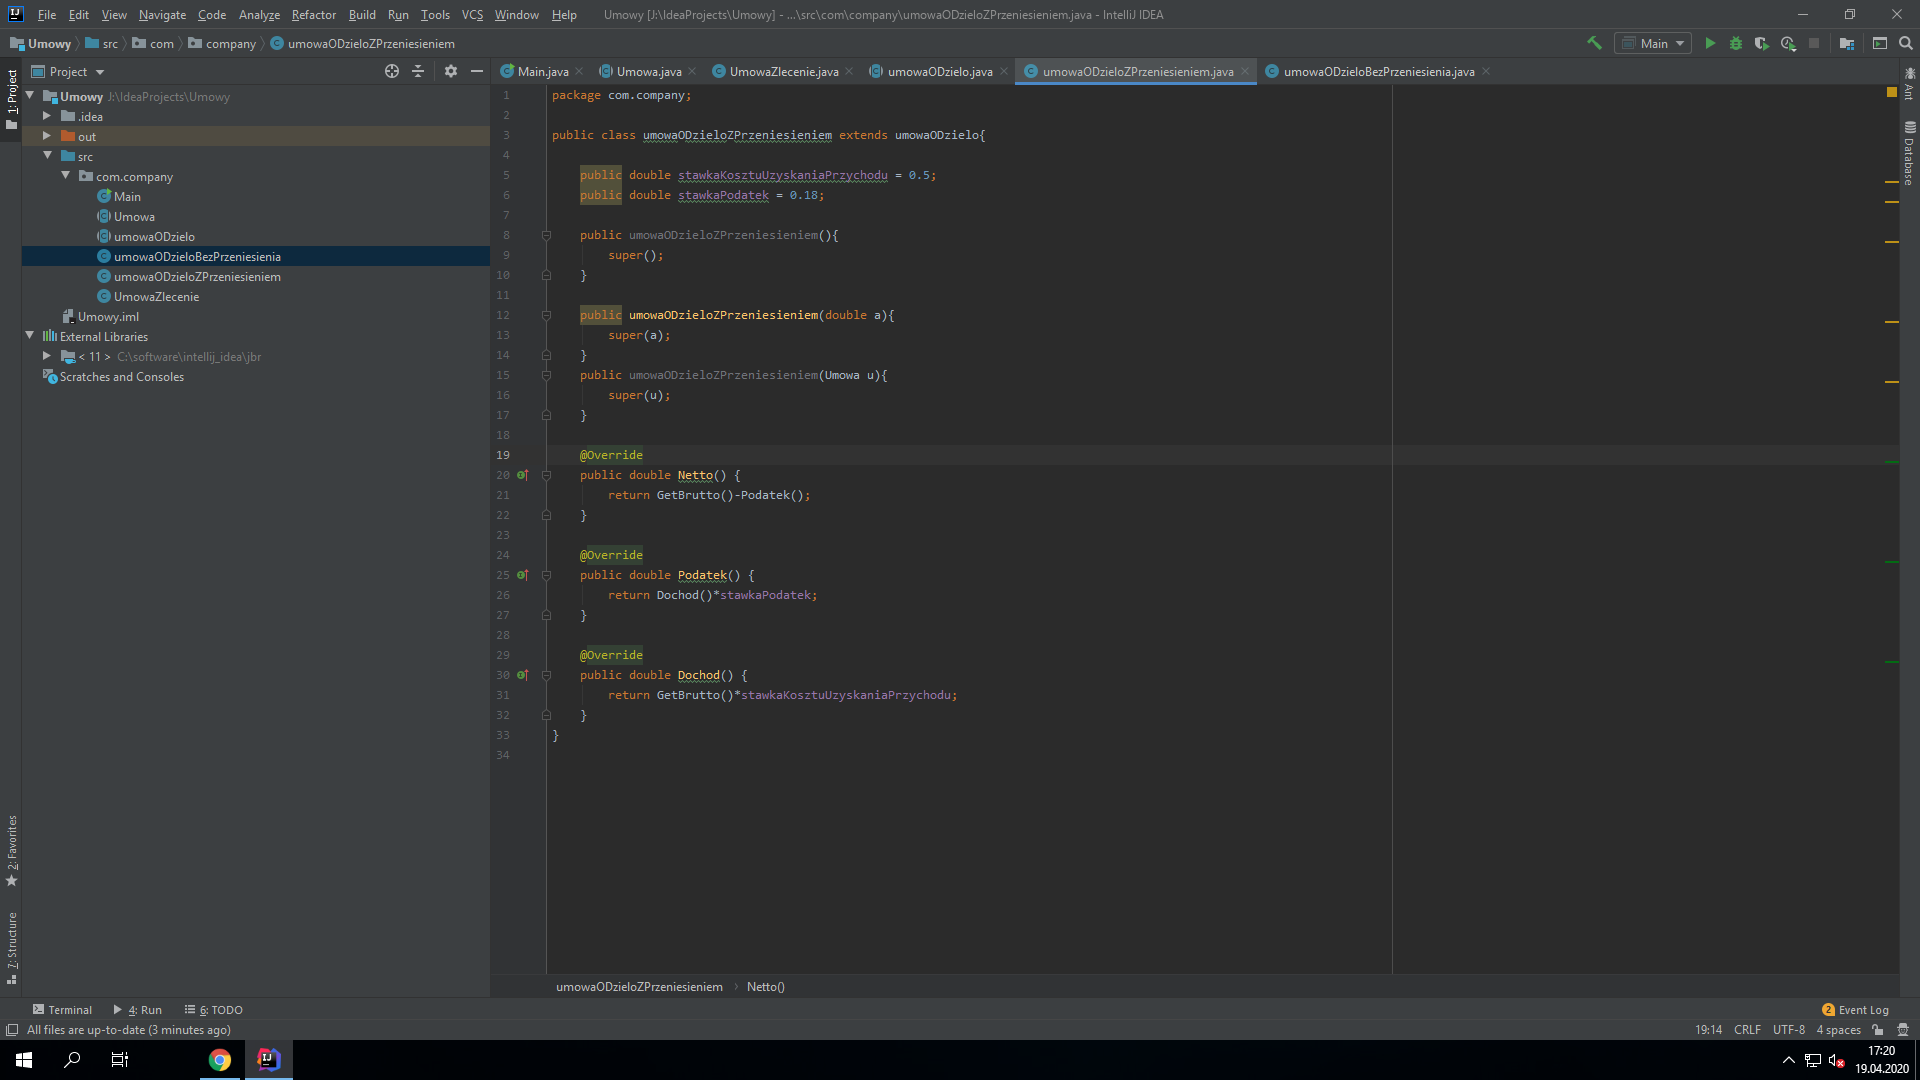 File Edit View Navigate Code Analyze Refactor Build Run Tools VCS Window Help Umowy [J:\IdeaProjects\Umowy] - ...\src\com\company\umowaODzieloZPrzeniesieniem.java - IntelliJ IDEA
Umowy src com company umowaODzieloZPrzeniesieniem Main
Project
Main.java Umowa.java UmowaZlecenie.java umowaODzielo.java umowaODzieloZPrzeniesieniem.java umowaODzieloBezPrzeniesienia.java
1: Project
2: Favorites
7: Structure
Umowy J:\IdeaProjects\Umowy
.idea
out
src
com.company
Main
Umowa
umowaODzielo
umowaODzieloBezPrzeniesienia
umowaODzieloZPrzeniesieniem
UmowaZlecenie
Umowy.iml
External Libraries
< 11 > C:\software\intellij_idea\jbr
Scratches and Consoles
1 package com.company;
2
3 public class umowaODzieloZPrzeniesieniem extends umowaODzielo{
4
5 public double stawkaKosztuUzyskaniaPrzychodu = 0.5;
6 public double stawkaPodatek = 0.18;
7
8 public umowaODzieloZPrzeniesieniem(){
9 super();
10 }
11
12 public umowaODzieloZPrzeniesieniem(double a){
13 super(a);
14 }
15 public umowaODzieloZPrzeniesieniem(Umowa u){
16 super(u);
17 }
18
19 @Override
20 public double Netto() {
21 return GetBrutto()-Podatek();
22 }
23
24 @Override
25 public double Podatek() {
26 return Dochod()*stawkaPodatek;
27 }
28
29 @Override
30 public double Dochod() {
31 return GetBrutto()*stawkaKosztuUzyskaniaPrzychodu;
32 }
33 }
34
Ant
Database
umowaODzieloZPrzeniesieniem Netto()
Terminal 4: Run 6: TODO 2 Event Log
All files are up-to-date (3 minutes ago) 19:14 CRLF UTF-8 4 spaces
17:20
19.04.2020